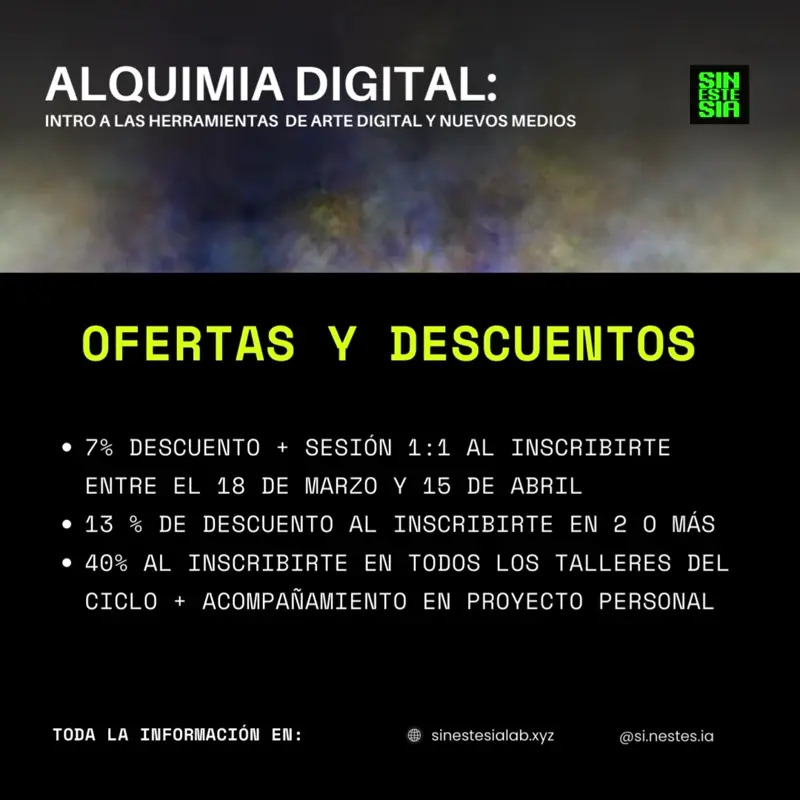 ALQUIMIA DIGITAL:
INTRO A LAS HERRAMIENTAS DE ARTE DIGITAL Y NUEVOS MEDIOS
SIN
ESTE
SIA
OFERTAS Y DESCUENTOS
• 7% DESCUENTO + SESIÓN 1:1 AL INSCRIBIRTE
ENTRE EL 18 DE MARZO Y 15 DE ABRIL
• 13 % DE DESCUENTO AL INSCRIBIRTE EN 2 O MÁS
• 40% AL INSCRIBIRTE EN TODOS LOS TALLERES DEL
CICLO + ACOMPAÑAMIENTO EN PROYECTO PERSONAL
TODA LA INFORMACIÓN EN:
sinestesialab.xyz
@si.nestes.ia